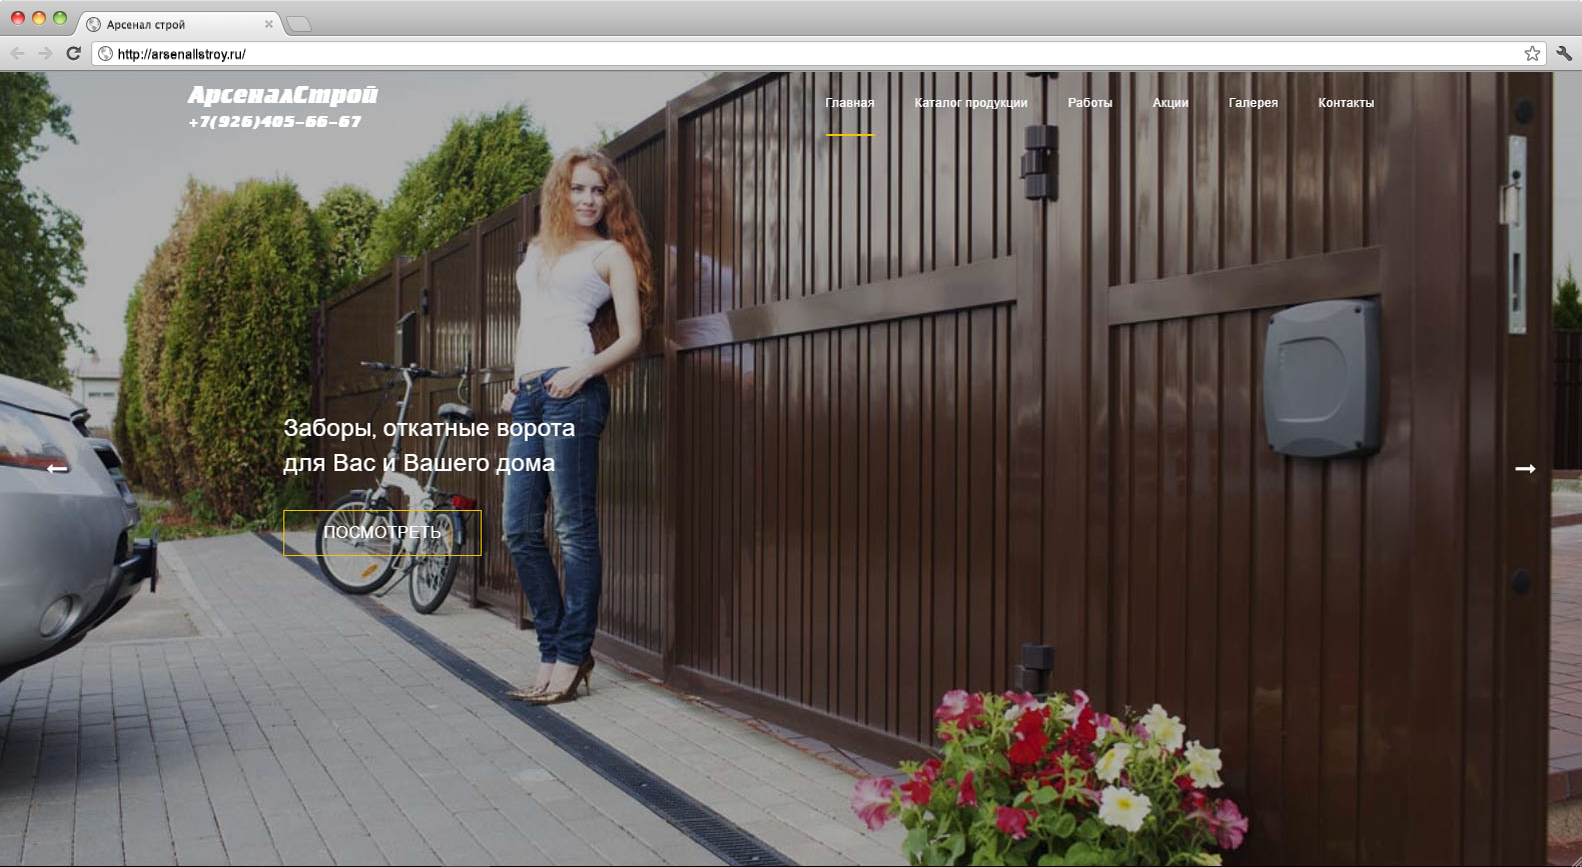 Арсенал строй
http://arsenallstroy.ru/
АрсеналСтрой
+7(926)405-66-67
Главная Каталог продукции Работы Акции Галерея Контакты
Заборы, откатные ворота
для Вас и Вашего дома
ПОСМОТРЕТЬ